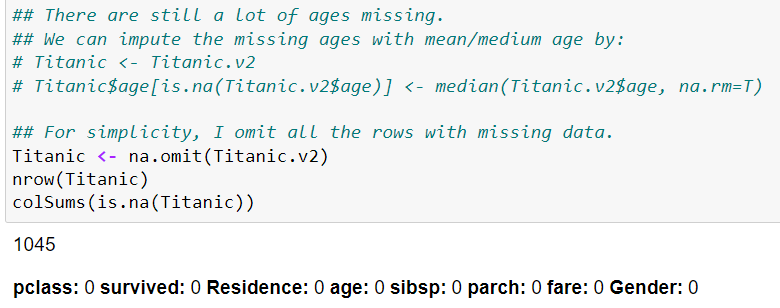 ## There are still a lot of ages missing.
## We can impute the missing ages with mean/medium age by:
# Titanic <- Titanic.v2
# Titanic$age[is.na(Titanic.v2$age)] <- median(Titanic.v2$age, na.rm=T)
## For simplicity, I omit all the rows with missing data.
Titanic <- na.omit(Titanic.v2)
nrow(Titanic)
colSums(is.na(Titanic))
1045
pclass: 0 survived: 0 Residence: 0 age: 0 sibsp: 0 parch: 0 fare: 0 Gender: 0